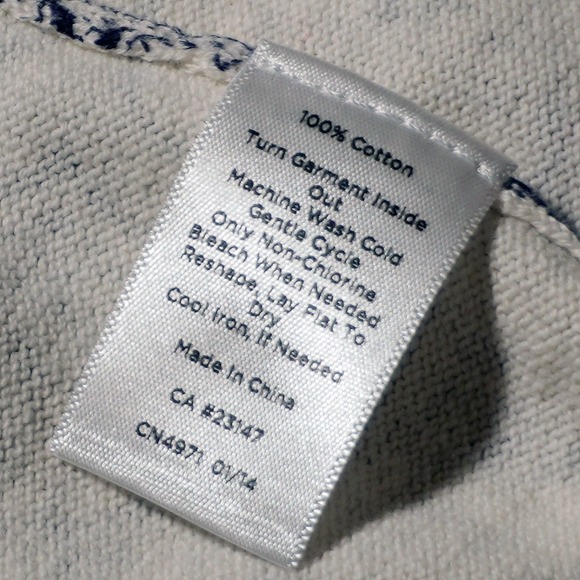 100% Cotton
Turn Garment Inside
Out
Machine Wash Cold
Gentle Cycle
Only Non-Chlorine
Bleach When Needed
Reshape, Lay Flat To
Dry
Cool Iron, If Needed
Made In China
CA #23147
CN4971 01/14